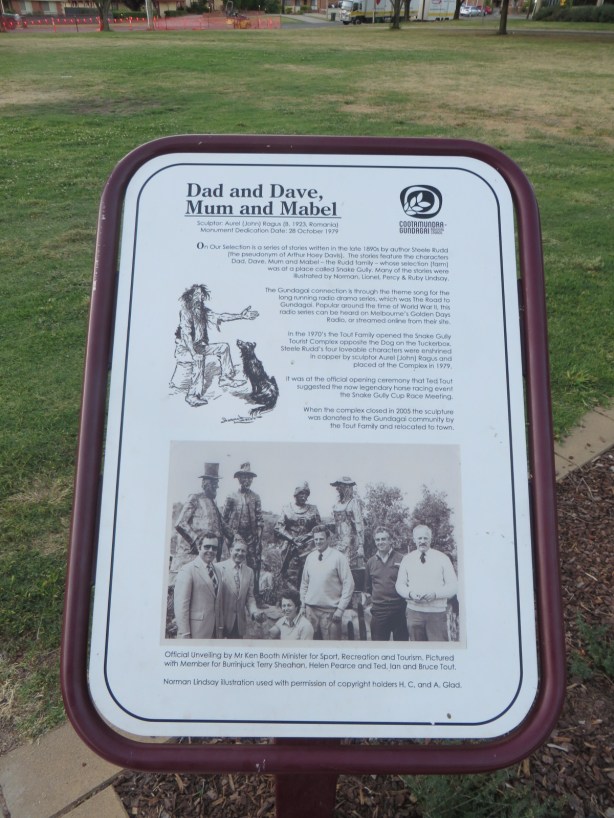 Dad and Dave,
Mum and Mabel
Sculptor: Aurel (John) Ragus (B. 1923, Romania)
Monument Dedication Date: 28 October 1979
COOTAMUNDRA-
GUNDAGAI REGIONAL COUNCIL
On Our Selection is a series of stories written in the late 1890s by author Steele Rudd
(the pseudonym of Arthur Hoey Davis). The stories feature the characters
Dad, Dave, Mum and Mabel – the Rudd family – whose selection (farm)
was at a place called Snake Gully. Many of the stories were
illustrated by Norman, Lionel, Percy & Ruby Lindsay.
The Gundagai connection is through the theme song for the
long running radio drama series, which was The Road to
Gundagai. Popular around the time of World War II, this
radio series can be heard on Melbourne's Golden Days
Radio, or streamed online from their site.
In the 1970's the Tout Family opened the Snake Gully
Tourist Complex opposite the Dog on the Tuckerbox.
Steele Rudd's four loveable characters were enshrined
in copper by sculptor Aurel (John) Ragus and
placed at the Complex in 1979.
It was at the official opening ceremony that Ted Tout
suggested the now legendary horse racing event
the Snake Gully Cup Race Meeting.
When the complex closed in 2005 the sculpture
was donated to the Gundagai community by
the Tout Family and relocated to town.
Official Unveiling by Mr Ken Booth Minister for Sport, Recreation and Tourism. Pictured
with Member for Burrinjuck Terry Sheahan, Helen Pearce and Ted, Ian and Bruce Tout.
Norman Lindsay illustration used with permission of copyright holders H, C, and A, Glad.